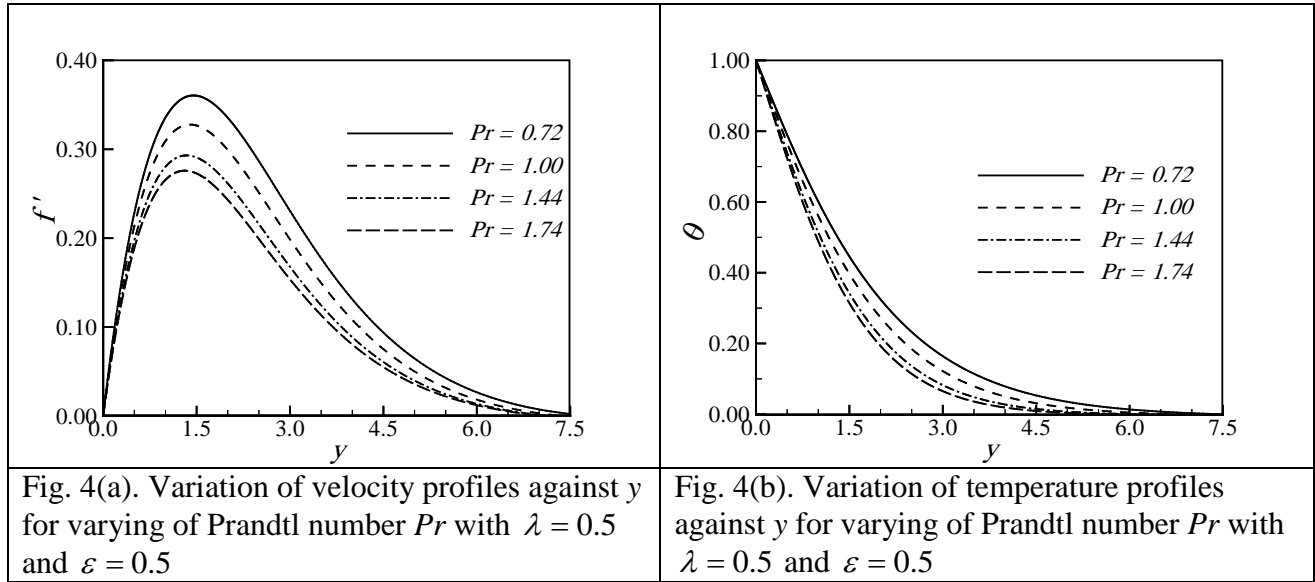 0.40
0.30
0.20
0.10
0.00
f '
0.0 1.5 3.0 4.5 6.0 7.5
y
Pr = 0.72
Pr = 1.00
Pr = 1.44
Pr = 1.74
1.00
0.80
0.60
0.40
0.20
0.00
θ
0.0 1.5 3.0 4.5 6.0 7.5
y
Pr = 0.72
Pr = 1.00
Pr = 1.44
Pr = 1.74
Fig. 4(a). Variation of velocity profiles against y
for varying of Prandtl number Pr with λ = 0.5
and ε = 0.5
Fig. 4(b). Variation of temperature profiles
against y for varying of Prandtl number Pr with
λ = 0.5 and ε = 0.5